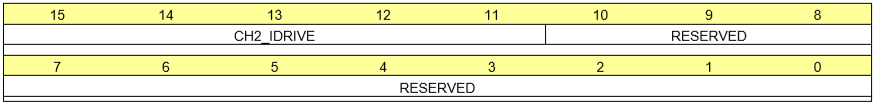 15 14 13 12 11 10 9 8
CH2_IDRIVE RESERVED
7 6 5 4 3 2 1 0
RESERVED